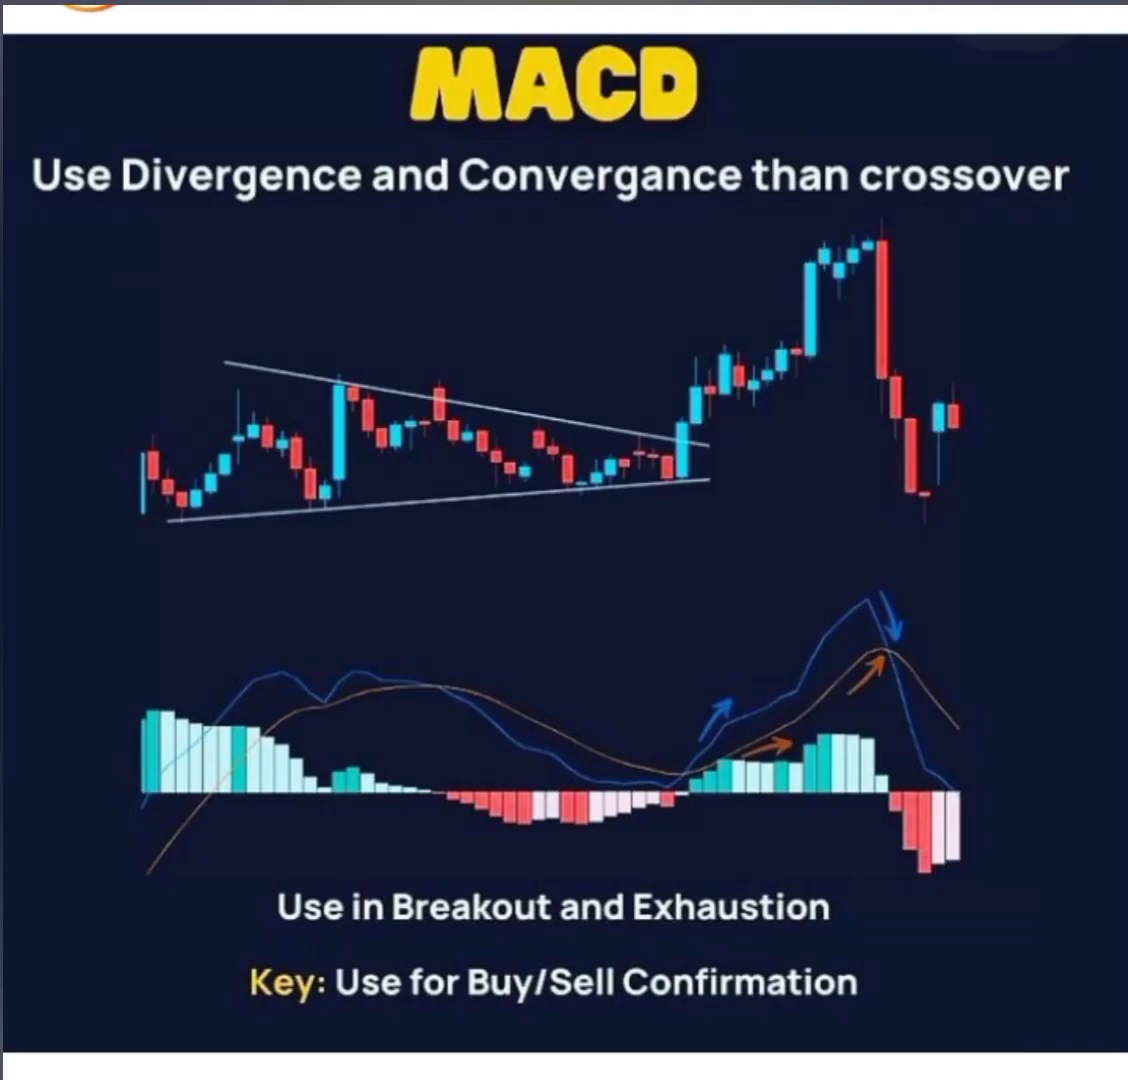 MACD
Use Divergence and Convergance than crossover
Use in Breakout and Exhaustion
Key: Use for Buy/Sell Confirmation